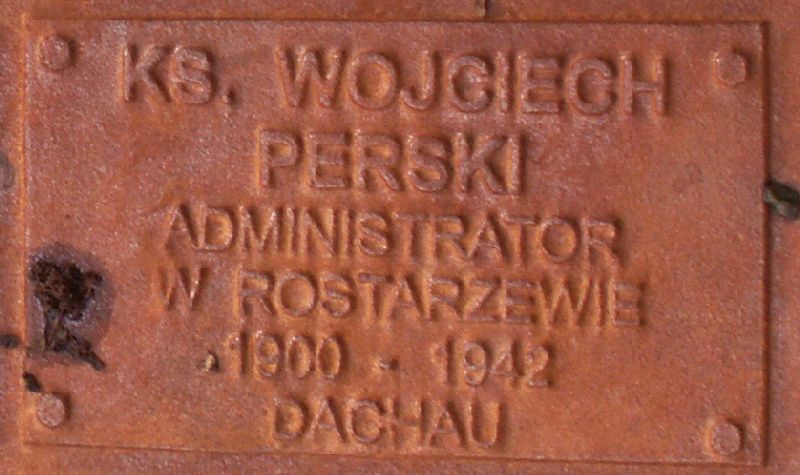 KS. WOJCIECH
PERSKI
ADMINISTRATOR
W ROSTARZEWIE
1900 - 1942
DACHAU